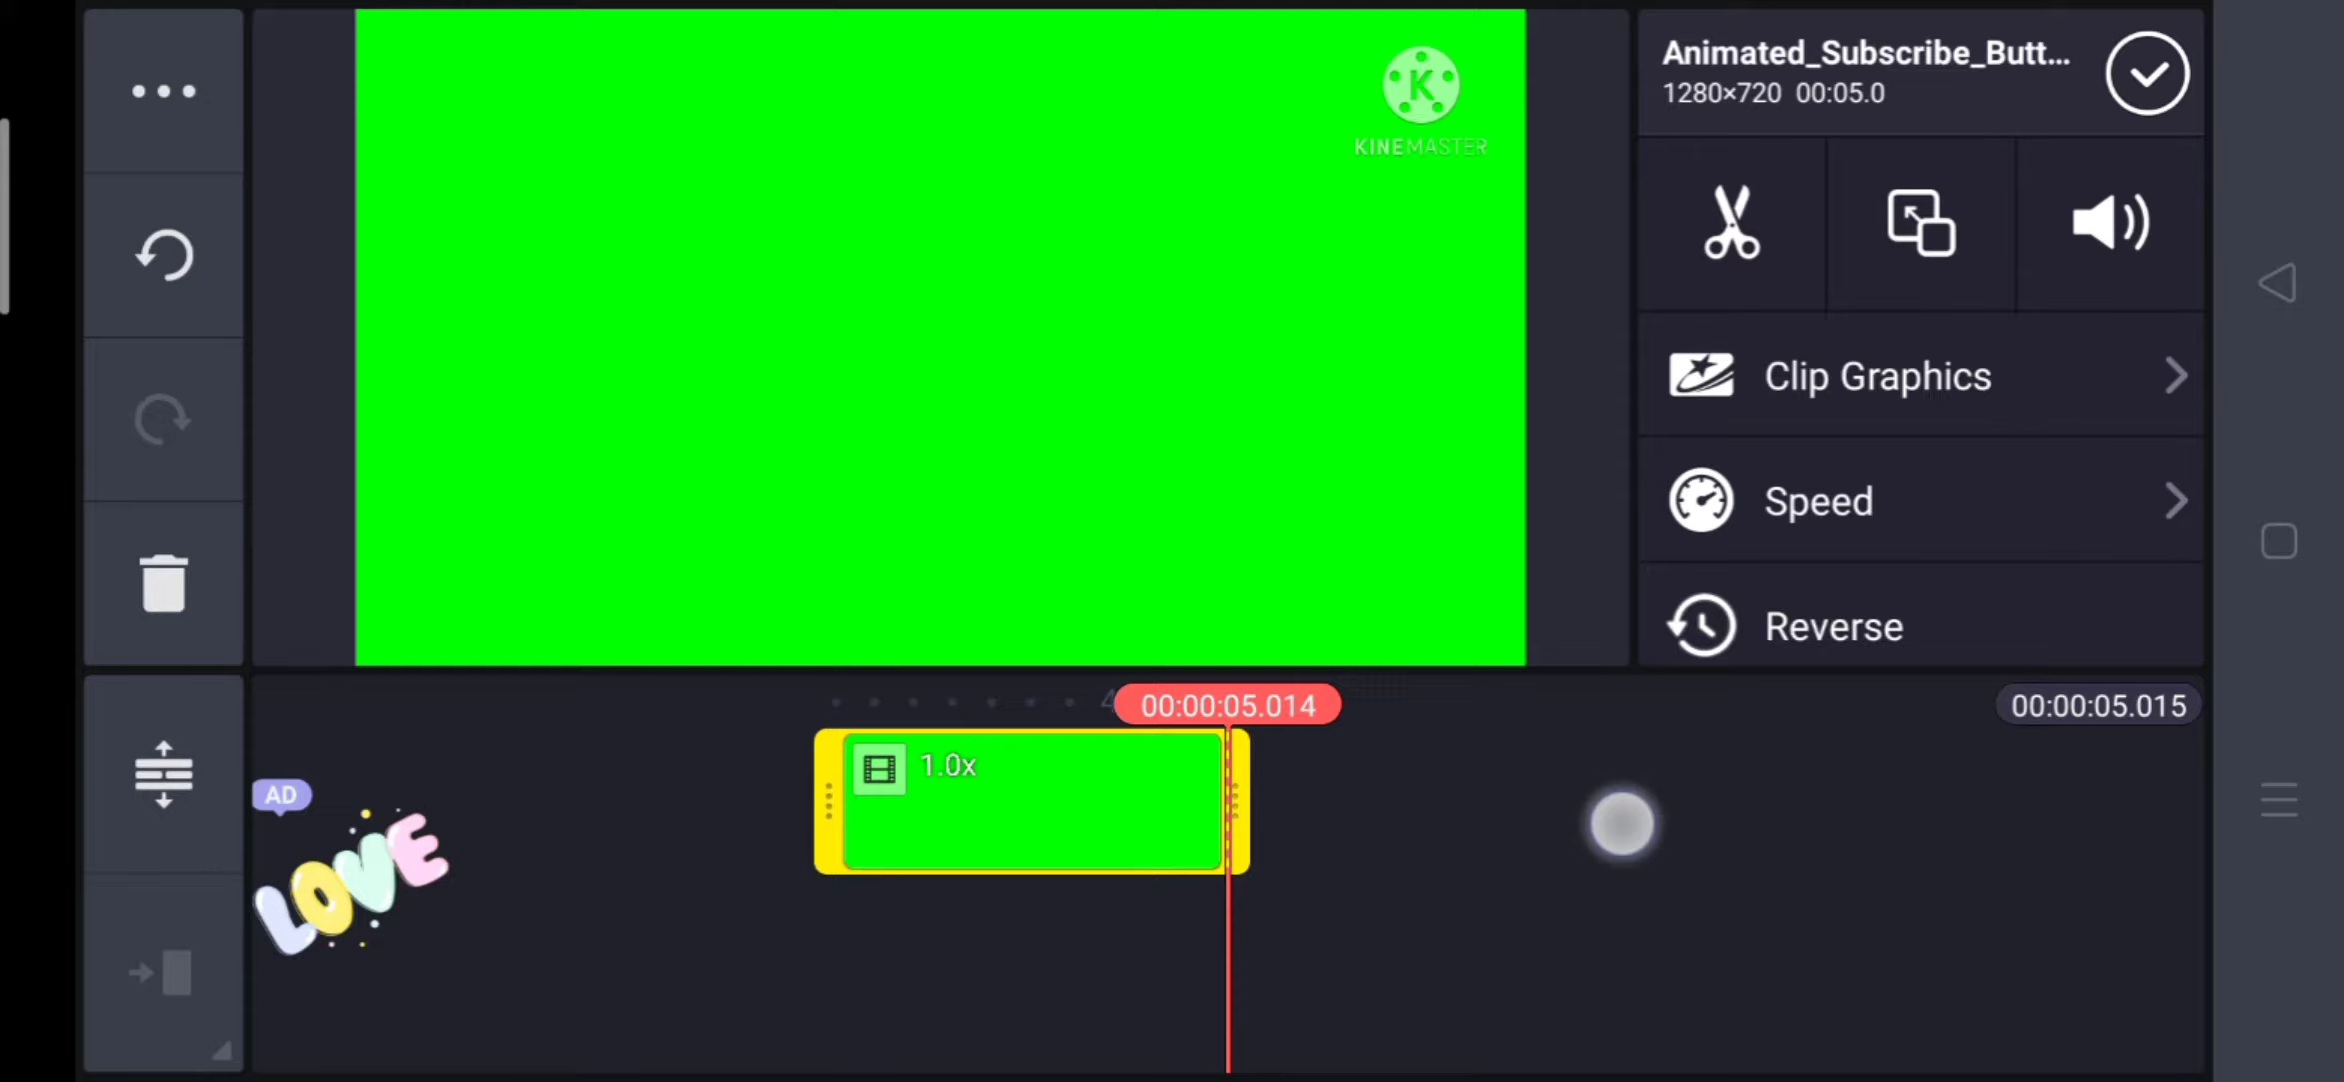 Animated_Subscribe_Butt...
1280×720 00:05.0
K
KINEMASTER
Clip Graphics
Speed
Reverse
4
00:00:05.014
00:00:05.015
1.0x
AD
LOVE